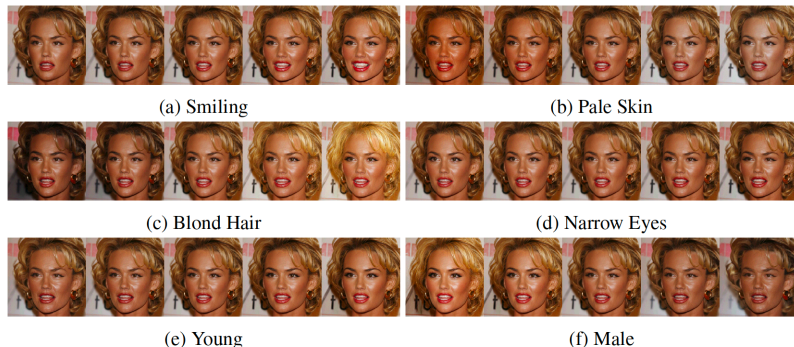 (a) Smiling
(b) Pale Skin
(c) Blond Hair
(d) Narrow Eyes
(e) Young
(f) Male